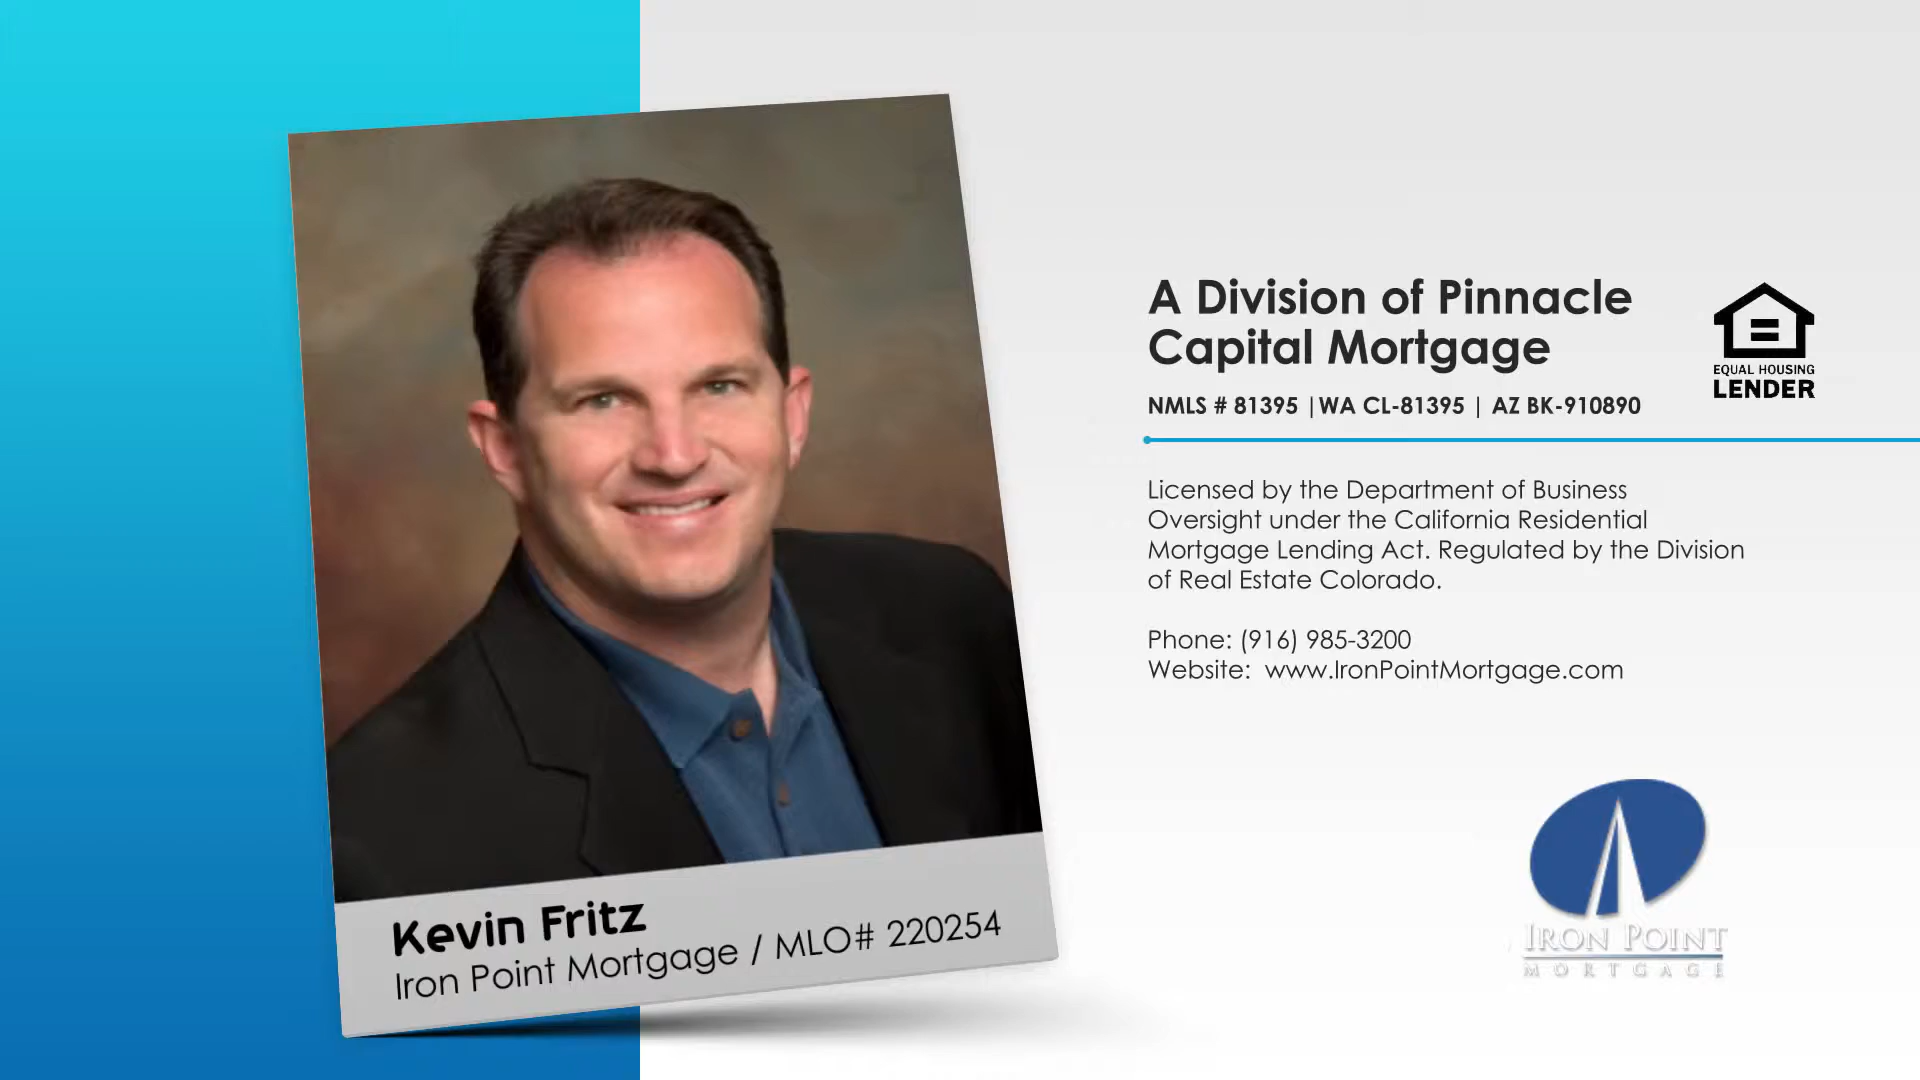 A Division of Pinnacle
Capital Mortgage
NMLS # 81395 |WA CL-81395 | AZ BK-910890
EQUAL HOUSING
LENDER
Licensed by the Department of Business
Oversight under the California Residential
Mortgage Lending Act. Regulated by the Division
of Real Estate Colorado.
Phone: (916) 985-3200
Website: www.IronPointMortgage.com
Kevin Fritz
Iron Point Mortgage / MLO# 220254
IRON POINT
MORTGAGE